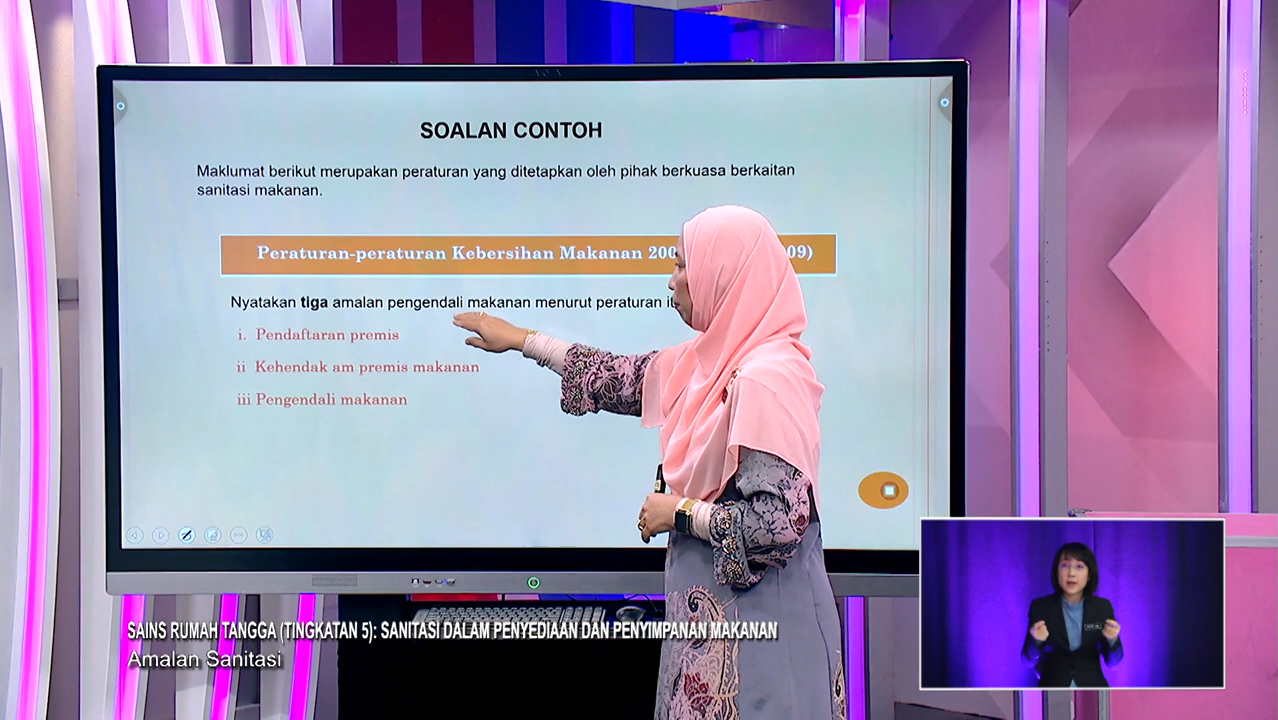 SOALAN CONTOH
Maklumat berikut merupakan peraturan yang ditetapkan oleh pihak berkuasa berkaitan
sanitasi makanan.
Peraturan-peraturan Kebersihan Makanan 200 09)
Nyatakan tiga amalan pengendali makanan menurut peraturan
i. Pendaftaran premis
ii Kehendak am premis makanan
iii Pengendali makanan
SAINS RUMAH TANGGA (TINGKATAN 5): SANITASI DALAM PENYEDIAAN DAN PENYIMPANAN MAKANAN
Amalan Sanitasi